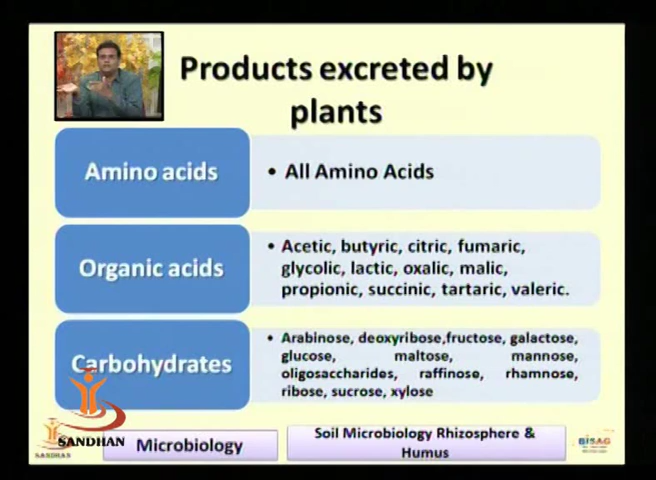 Products excreted by
plants
Amino acids
• All Amino Acids
Organic acids
• Acetic, butyric, citric, fumaric,
glycolic, lactic, oxalic, malic,
propionic, succinic, tartaric, valeric.
Carbohydrates
• Arabinose, deoxyribose,fructose, galactose,
glucose, maltose, mannose,
oligosaccharides, raffinose, rhamnose,
ribose, sucrose, xylose
SANDHAN
SANDHAN
Microbiology
Soil Microbiology Rhizosphere &
Humus
BISAG